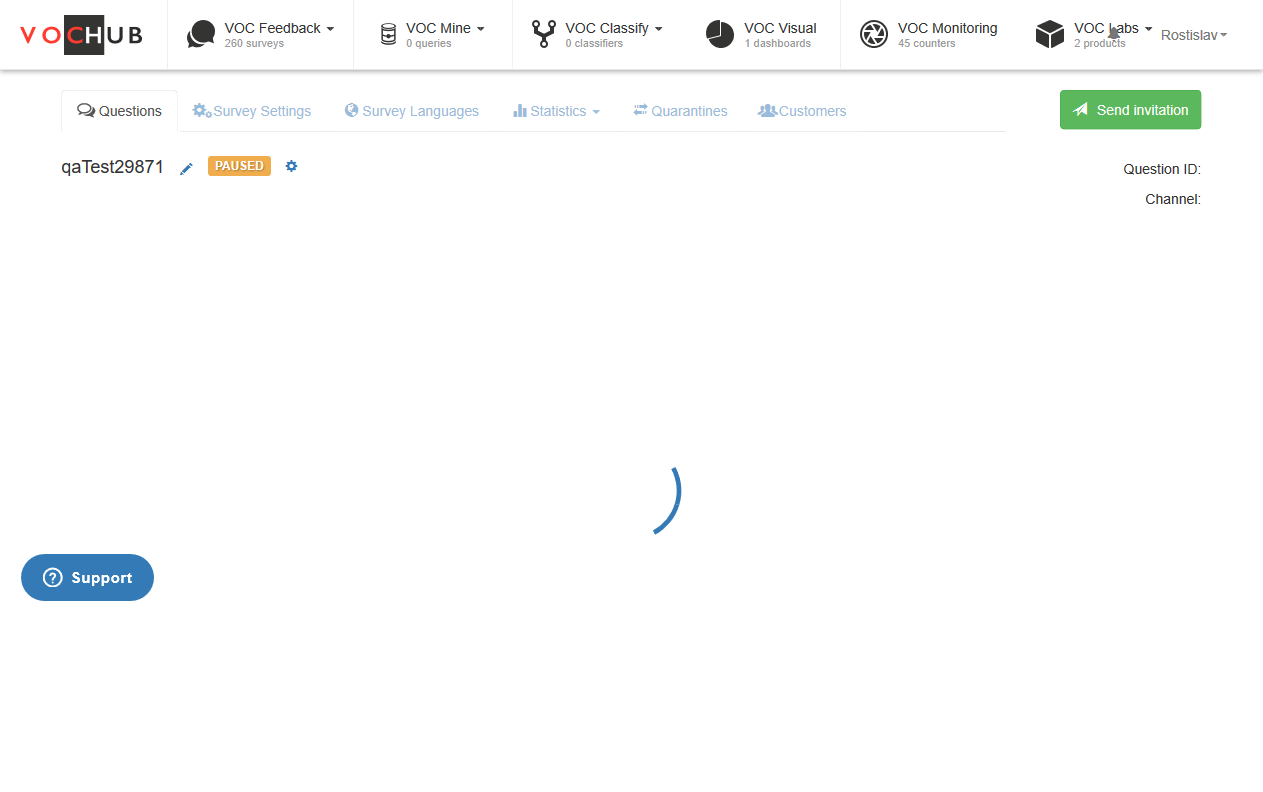 VOCHUB
VOC Feedback
260 surveys
VOC Mine
0 queries
VOC Classify
0 classifiers
VOC Visual
1 dashboards
VOC Monitoring
45 counters
VOC Labs
2 products
Rostislav
Questions
Survey Settings
Survey Languages
Statistics
Quarantines
Customers
Send invitation
qaTest29871
PAUSED
Question ID:
Channel:
Support